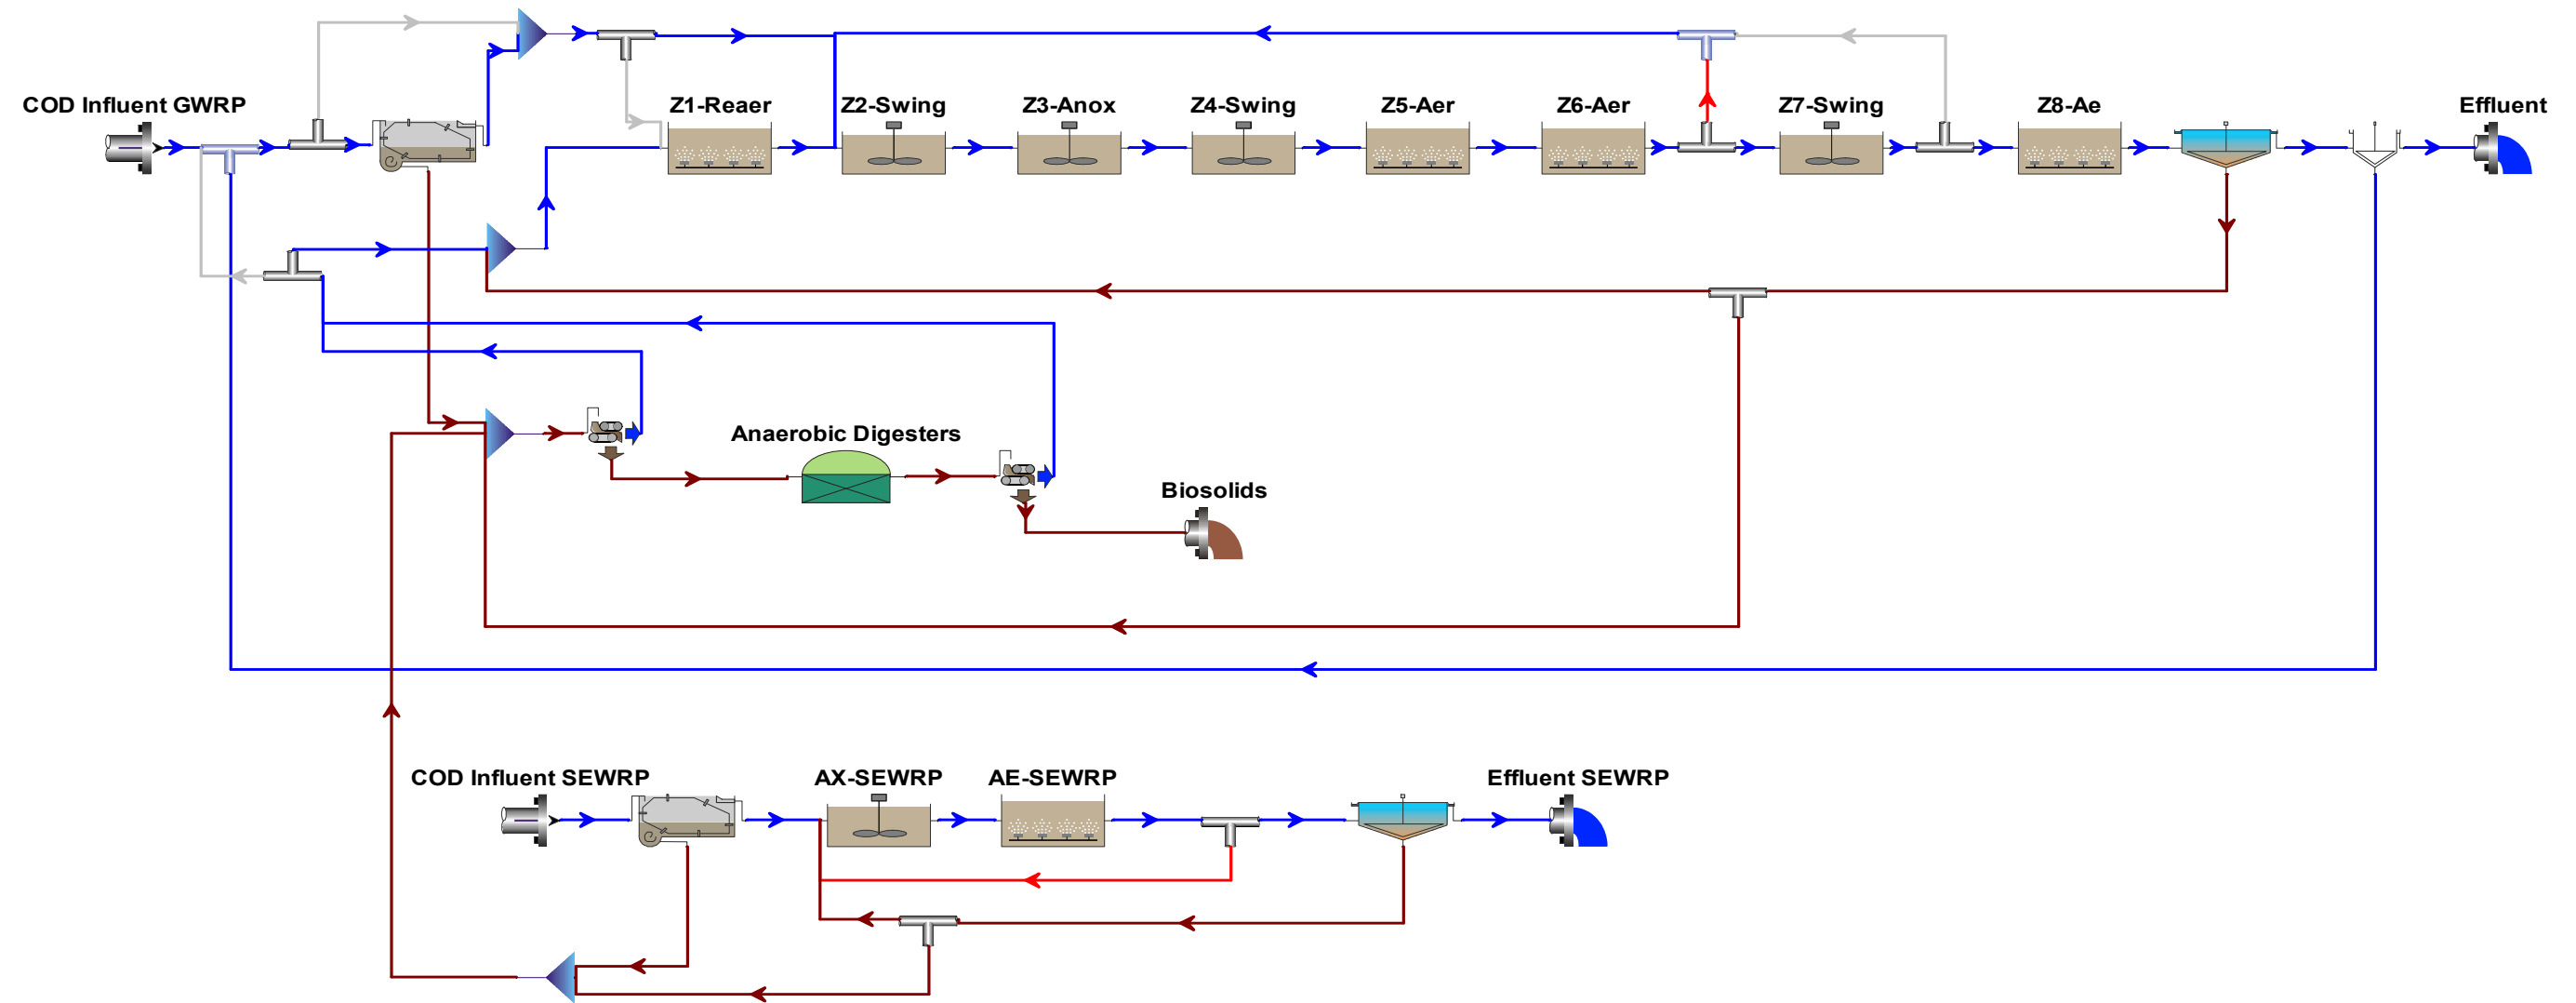 COD Influent GWRP
Z1-Reaer
Z2-Swing
Z3-Anox
Z4-Swing
Z5-Aer
Z6-Aer
Z7-Swing
Z8-Ae
Effluent
Anaerobic Digesters
Biosolids
COD Influent SEWRP
AX-SEWRP
AE-SEWRP
Effluent SEWRP